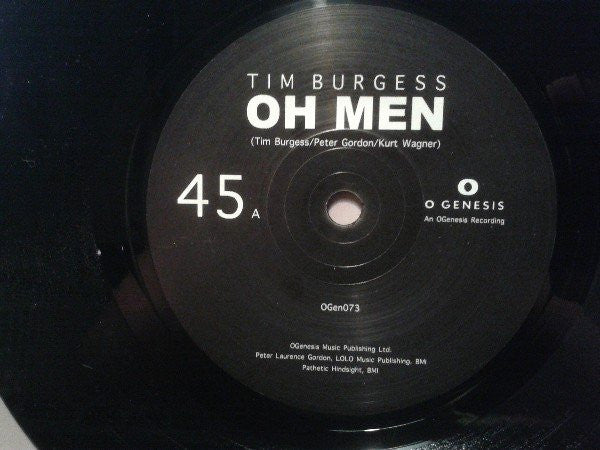 TIM BURGESS
OH MEN
(Tim Burgess/Peter Gordon/Kurt Wagner)
45 A
O
O GENESIS
An OGenesis Recording
OGen073
OGenesis Music Publishing Ltd.
Peter Laurence Gordon, LOLO Music Publishing, BMI
Pathetic Hindsight, BMI